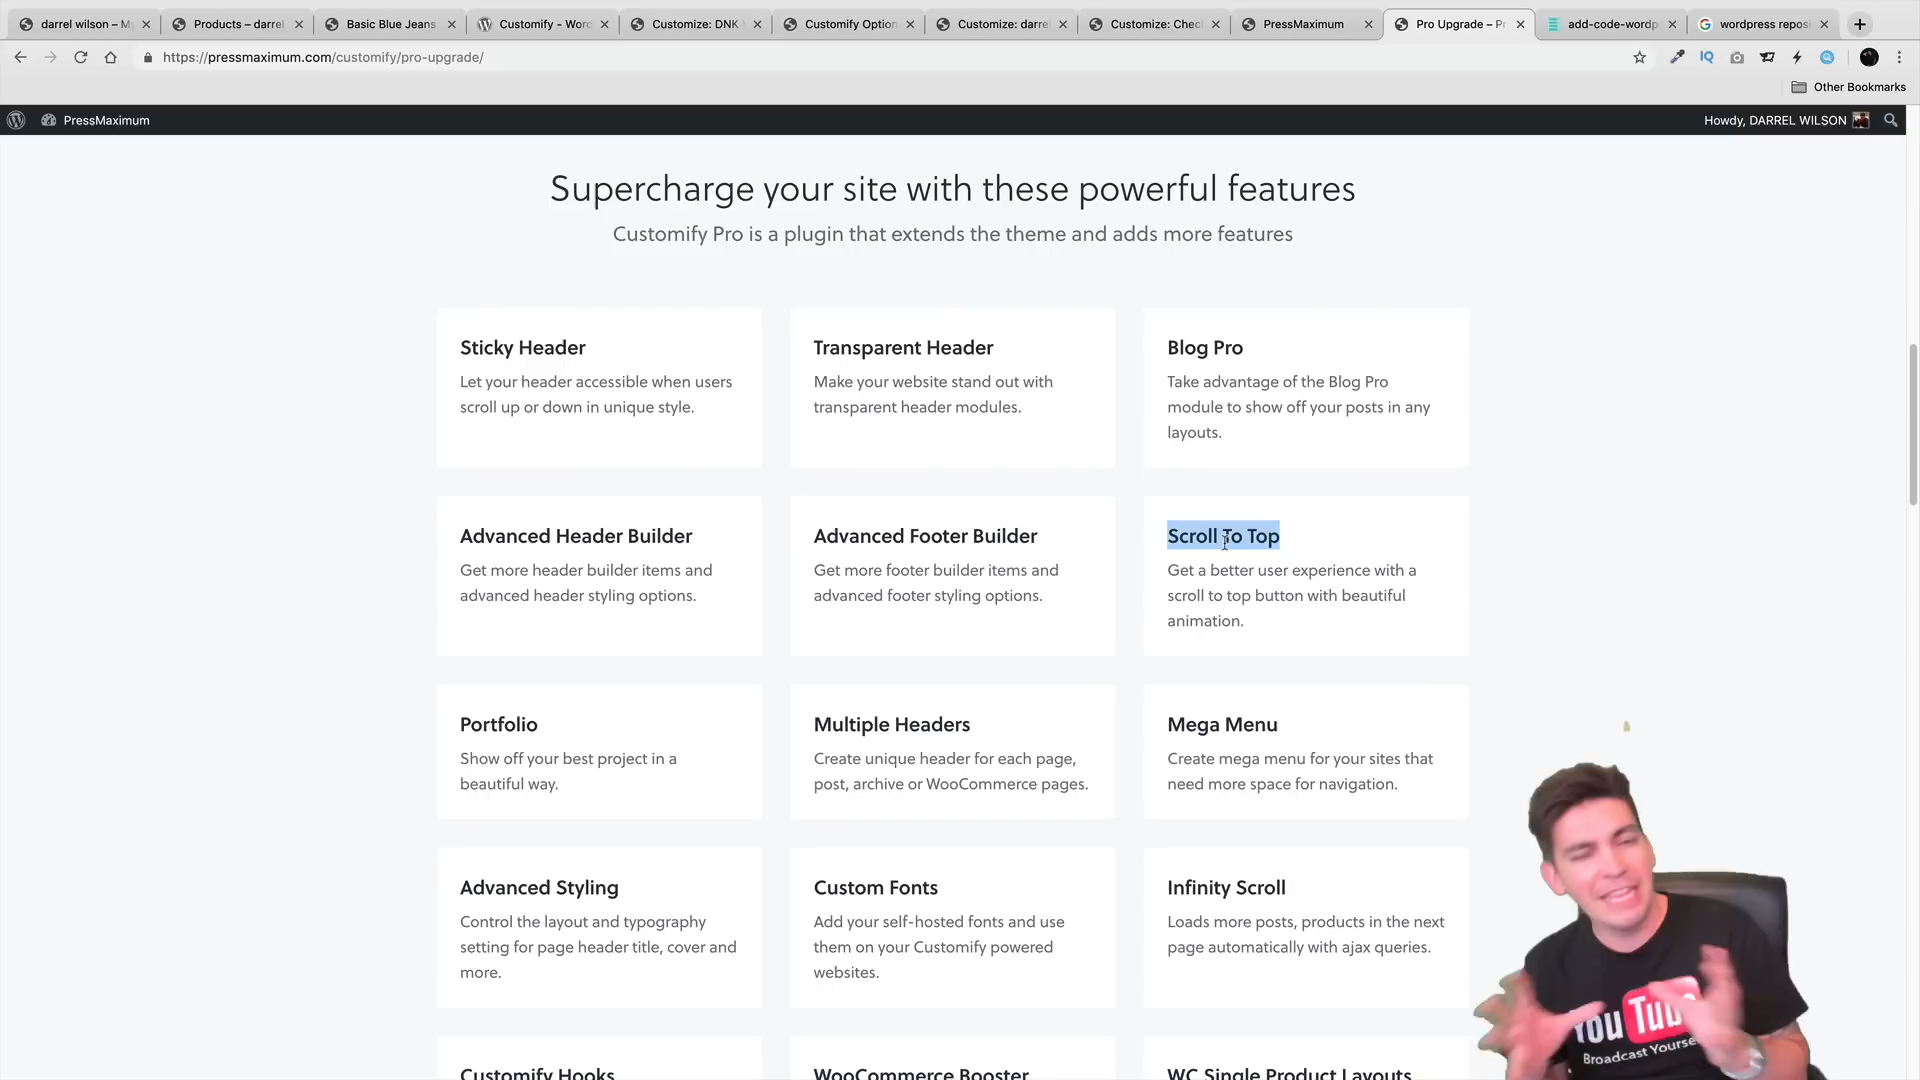 darrel wilson – M
Products – darrel
Basic Blue Jeans
Customify - Wor
Customize: DNK
Customify Option
Customize: darre
Customize: Chec
PressMaximum
Pro Upgrade – Pr
add-code-wordp
wordpress repos
https://pressmaximum.com/customify/pro-upgrade/
IQ
Other Bookmarks
PressMaximum
Howdy, DARREL WILSON
Supercharge your site with these powerful features
Customify Pro is a plugin that extends the theme and adds more features
Sticky Header
Let your header accessible when users
scroll up or down in unique style.
Transparent Header
Make your website stand out with
transparent header modules.
Blog Pro
Take advantage of the Blog Pro
module to show off your posts in any
layouts.
Advanced Header Builder
Get more header builder items and
advanced header styling options.
Advanced Footer Builder
Get more footer builder items and
advanced footer styling options.
Scroll To Top
Get a better user experience with a
scroll to top button with beautiful
animation.
Portfolio
Show off your best project in a
beautiful way.
Multiple Headers
Create unique header for each page,
post, archive or WooCommerce pages.
Mega Menu
Create mega menu for your sites that
need more space for navigation.
Advanced Styling
Control the layout and typography
setting for page header title, cover and
more.
Custom Fonts
Add your self-hosted fonts and use
them on your Customify powered
websites.
Infinity Scroll
Loads more posts, products in the next
page automatically with ajax queries.
Customify Hooks
WooCommerce Booster
WC Single Product Layouts
You Tube
Broadcast Yourself